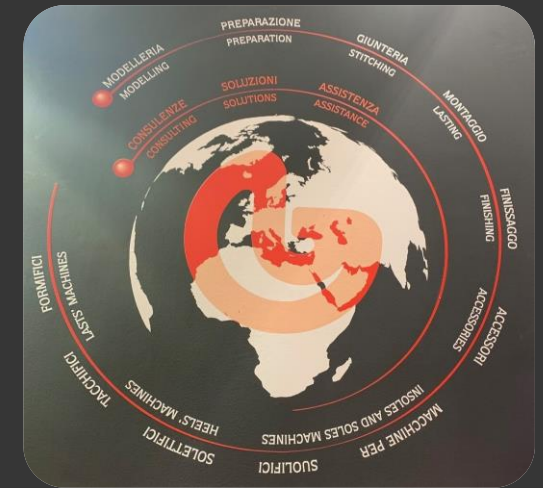 MODELLERIA
MODELLING
PREPARAZIONE
PREPARATION
GIUNTERIA
STITCHING
MONTAGGIO
LASTING
FINISSAGGIO
FINISHING
ACCESSORI
ACCESSORIES
MACCHINE PER
SUOLIFICI
SOLETTIFICI
TACCHIFICI
FORMIFICI
INSOLES AND SOLES MACHINES
HEELS' MACHINES
LASTS' MACHINES
CONSULENZE
CONSULTING
SOLUZIONI
SOLUTIONS
ASSISTENZA
ASSISTANCE